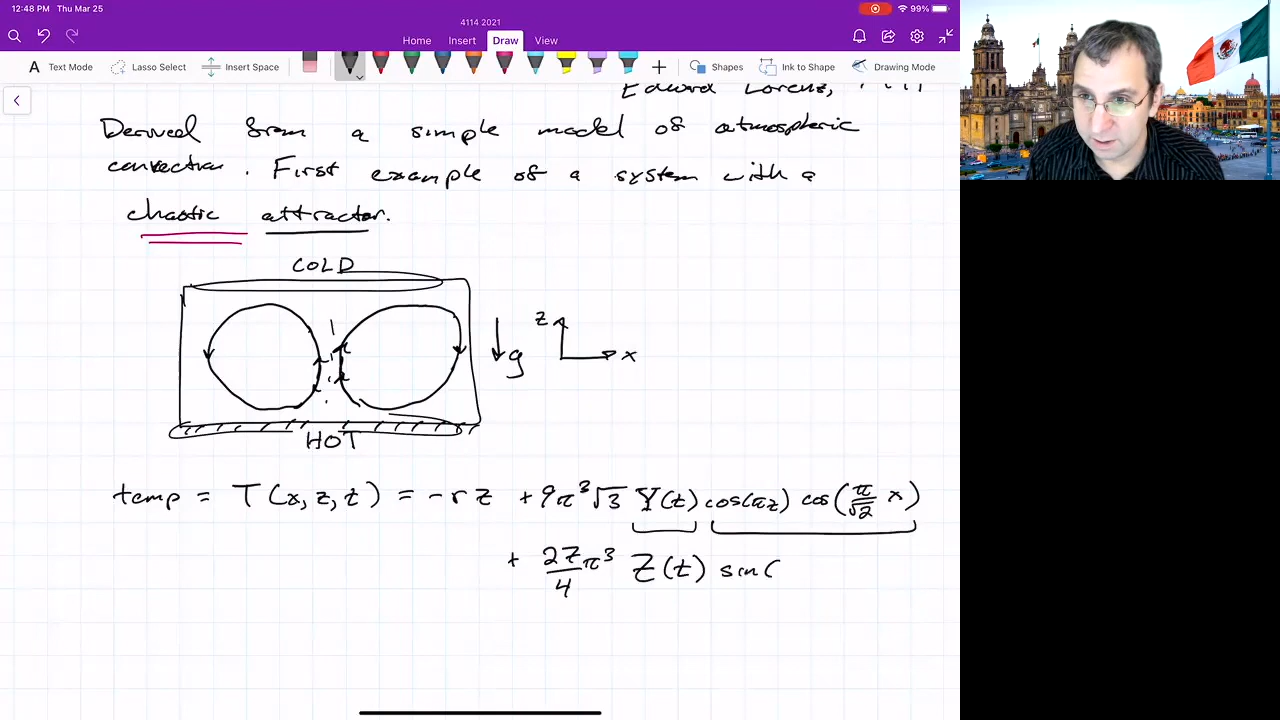 12:48 PM Thu Mar 25
99%
4114 2021
Home Insert Draw View
Text Mode Lasso Select Insert Space Shapes Ink to Shape Drawing Mode
Edward Lorenz,
Derived from a simple model of atmospheric
convection. First example of a system with a
chaotic attractor.
COLD
z
g x
HOT
temp = T(x, z, t) = -rz + 9π³√3 Y(t) cos(πz) cos(π/√2 x)
+ 27/4 π³ Z(t) sin(